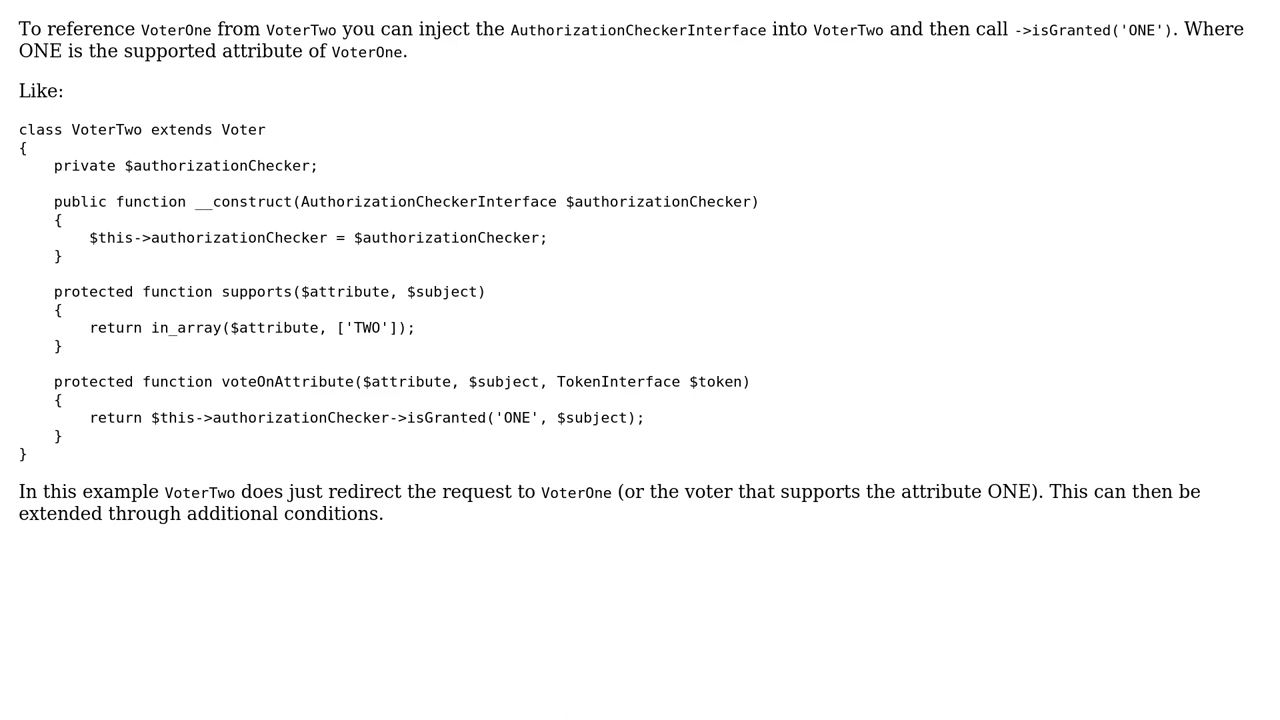 To reference VoterOne from VoterTwo you can inject the AuthorizationCheckerInterface into VoterTwo and then call ->isGranted('ONE'). Where
ONE is the supported attribute of VoterOne.
Like:
class VoterTwo extends Voter
{
    private $authorizationChecker;
    public function __construct(AuthorizationCheckerInterface $authorizationChecker)
    {
        $this->authorizationChecker = $authorizationChecker;
    }
    protected function supports($attribute, $subject)
    {
        return in_array($attribute, ['TWO']);
    }
    protected function voteOnAttribute($attribute, $subject, TokenInterface $token)
    {
        return $this->authorizationChecker->isGranted('ONE', $subject);
    }
}
In this example VoterTwo does just redirect the request to VoterOne (or the voter that supports the attribute ONE). This can then be
extended through additional conditions.